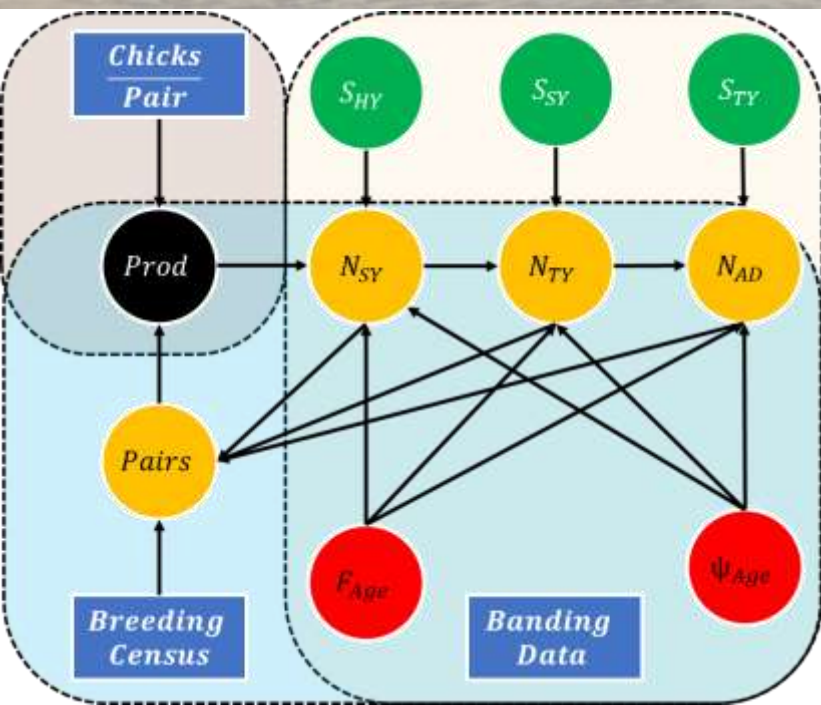 Chicks
Pair
S_HY
S_SY
S_TY
Prod
N_SY
N_TY
N_AD
Pairs
F_Age
ψ_Age
Breeding
Census
Banding
Data